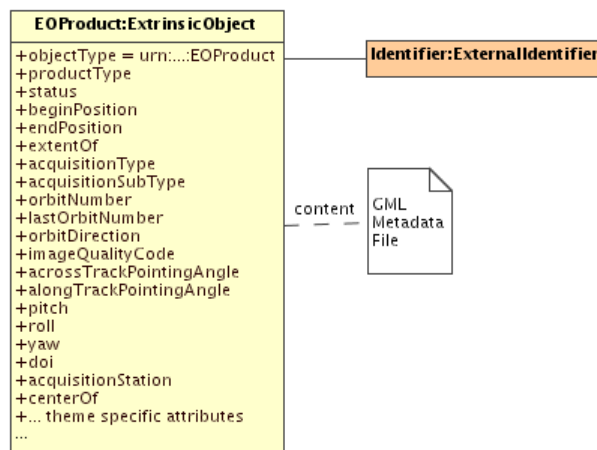 EOProduct:ExtrinsicObject
+objectType = urn:...:EOProduct
+productType
+status
+beginPosition
+endPosition
+extentOf
+acquisitionType
+acquisitionSubType
+orbitNumber
+lastOrbitNumber
+orbitDirection
+imageQualityCode
+acrossTrackPointingAngle
+alongTrackPointingAngle
+pitch
+roll
+yaw
+doi
+acquisitionStation
+centerOf
+... theme specific attributes
...
Identifier:ExternalIdentifier
content
GML
Metadata
File